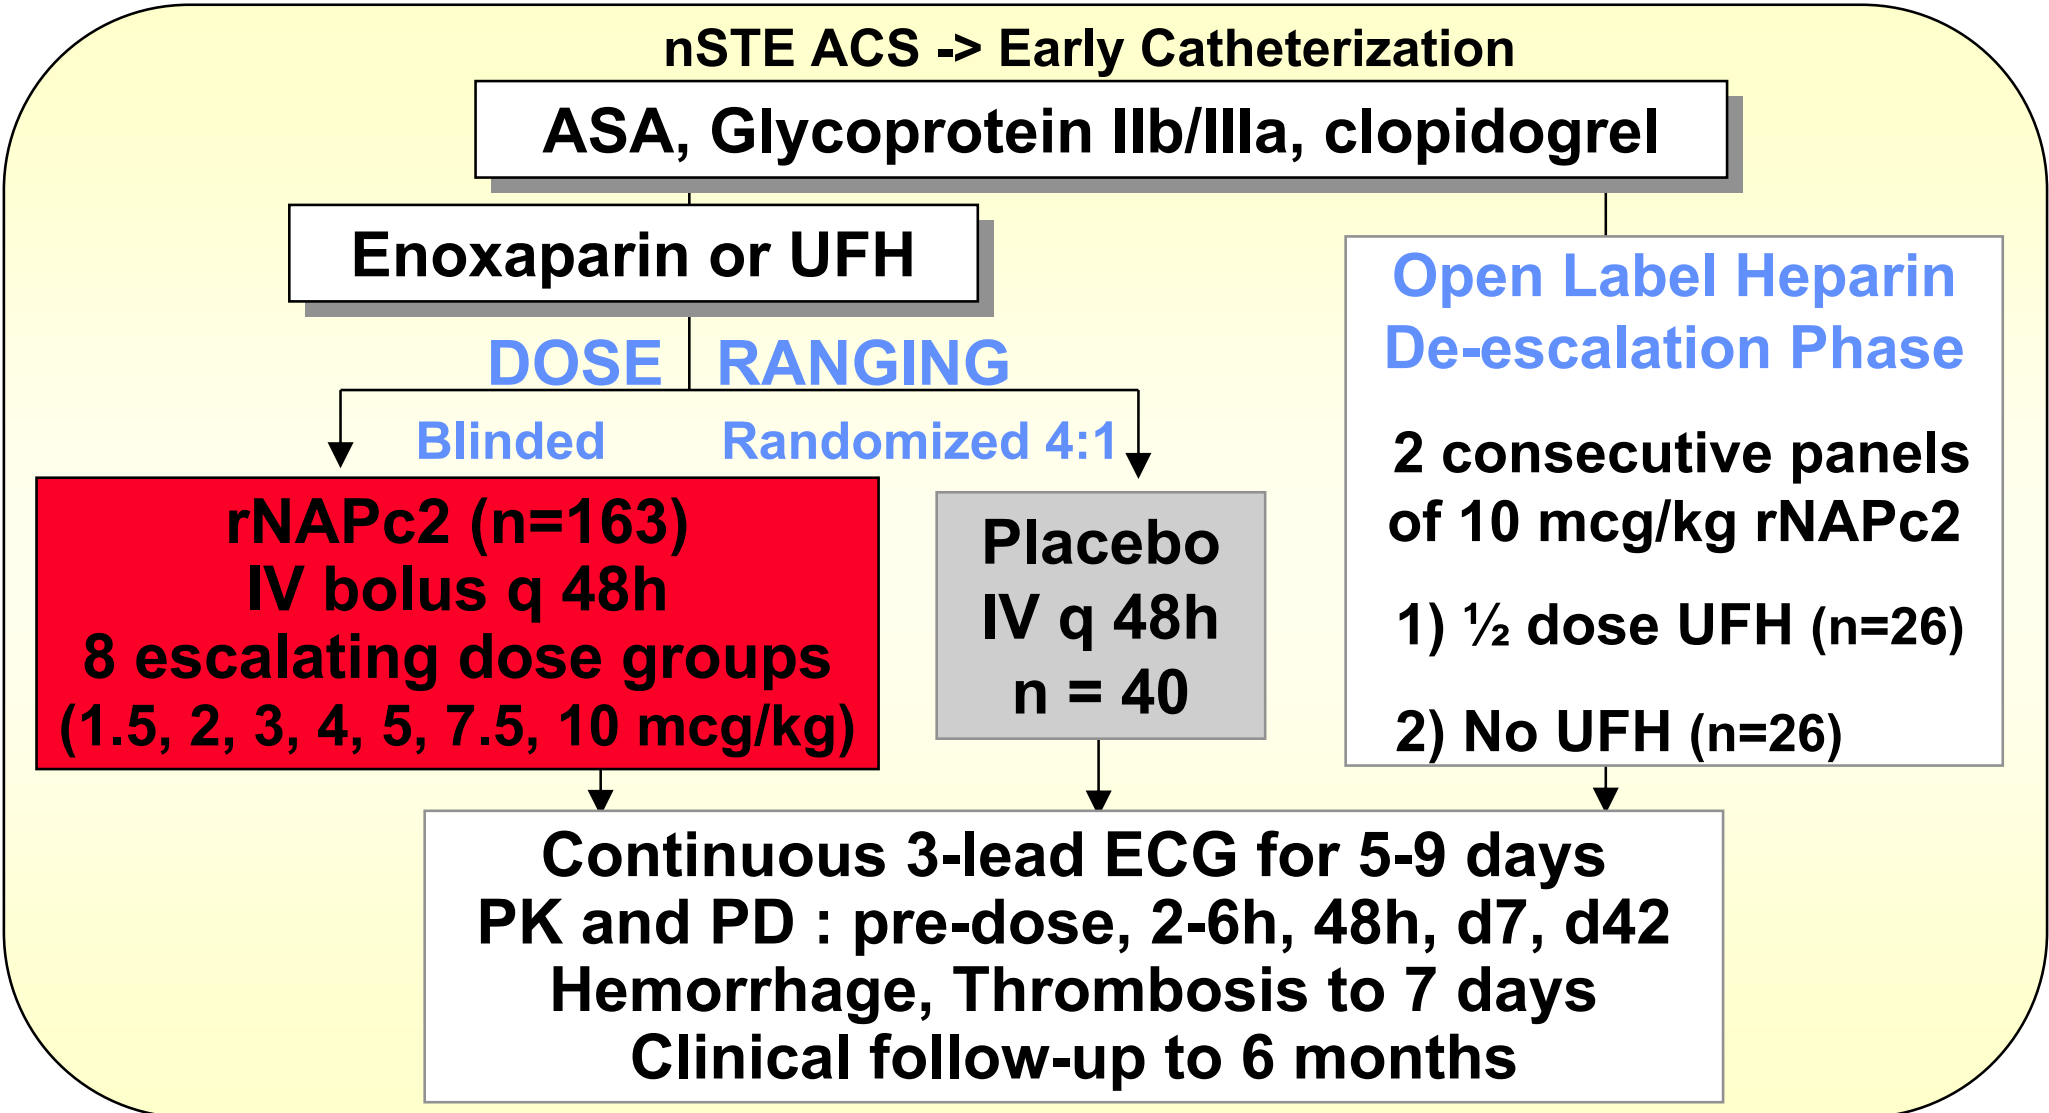 nSTE ACS -> Early Catheterization
ASA, Glycoprotein IIb/IIIa, clopidogrel
Enoxaparin or UFH
DOSE RANGING
Blinded
Randomized 4:1
rNAPc2 (n=163)
IV bolus q 48h
8 escalating dose groups
(1.5, 2, 3, 4, 5, 7.5, 10 mcg/kg)
Placebo
IV q 48h
n = 40
Open Label Heparin
De-escalation Phase
2 consecutive panels
of 10 mcg/kg rNAPc2
1) ½ dose UFH (n=26)
2) No UFH (n=26)
Continuous 3-lead ECG for 5-9 days
PK and PD : pre-dose, 2-6h, 48h, d7, d42
Hemorrhage, Thrombosis to 7 days
Clinical follow-up to 6 months